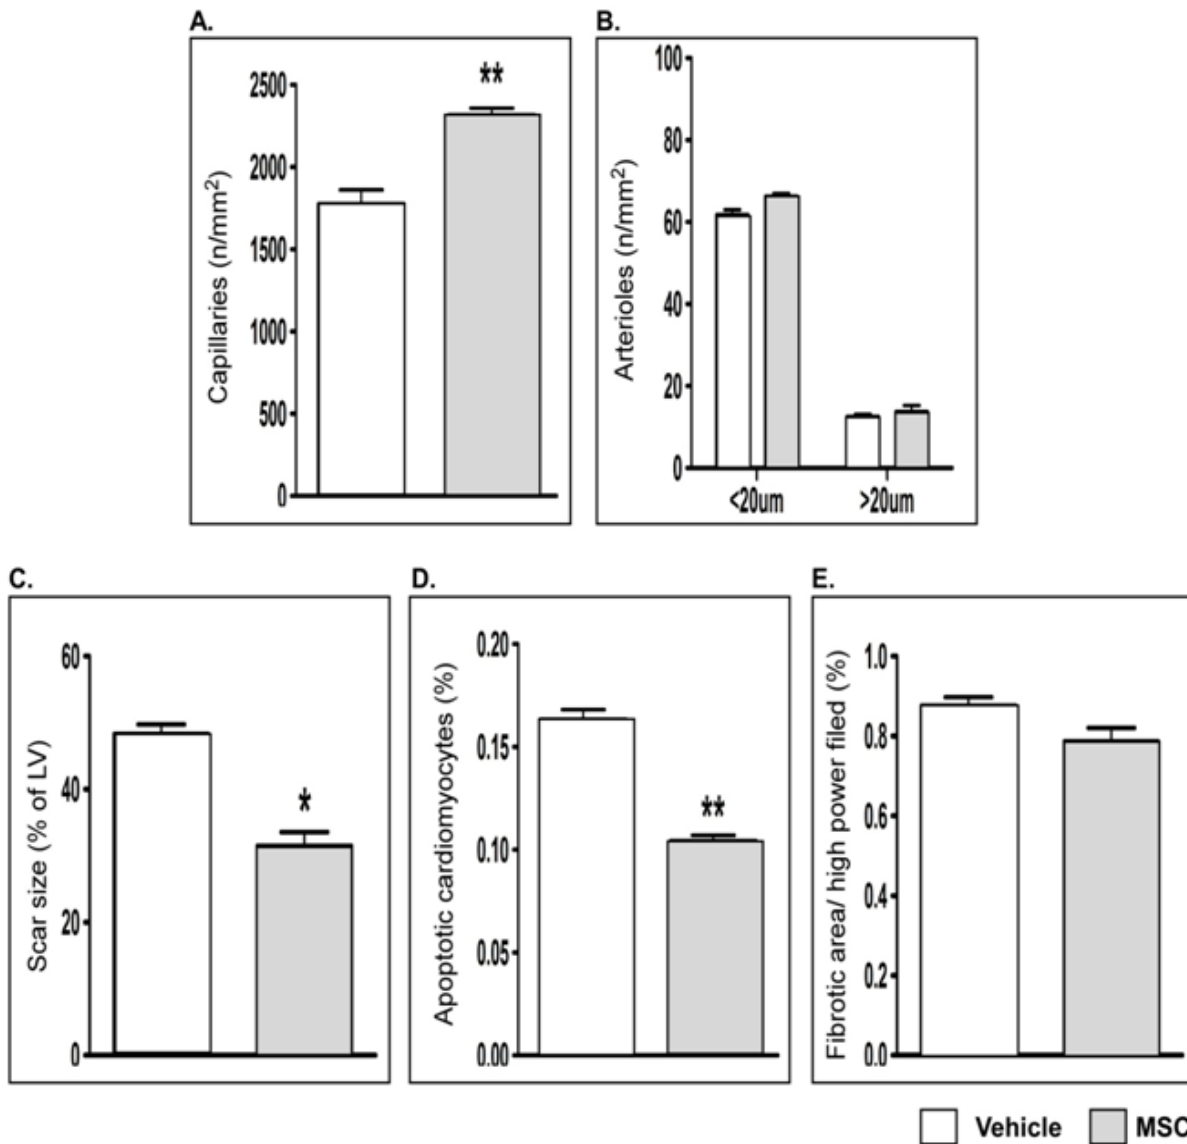 A.
B.
**
2500
2000
1500
1000
500
0
Capillaries (n/mm²)
100
80
60
40
20
0
Arterioles (n/mm²)
<20um
>20um
C.
D.
E.
60
40
20
0
Scar size (% of LV)
*
0.20
0.15
0.10
0.05
0.00
Apoptotic cardiomyocytes (%)
**
1.0
0.8
0.6
0.4
0.2
0.0
Fibrotic area/ high power filed (%)
Vehicle
MSC